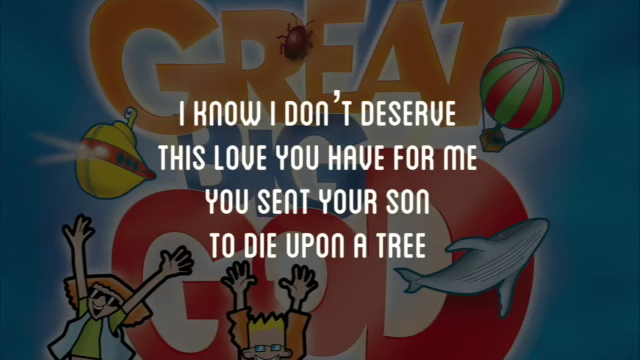 GREAT
BIG
GOD
I KNOW I DON'T DESERVE
THIS LOVE YOU HAVE FOR ME
YOU SENT YOUR SON
TO DIE UPON A TREE